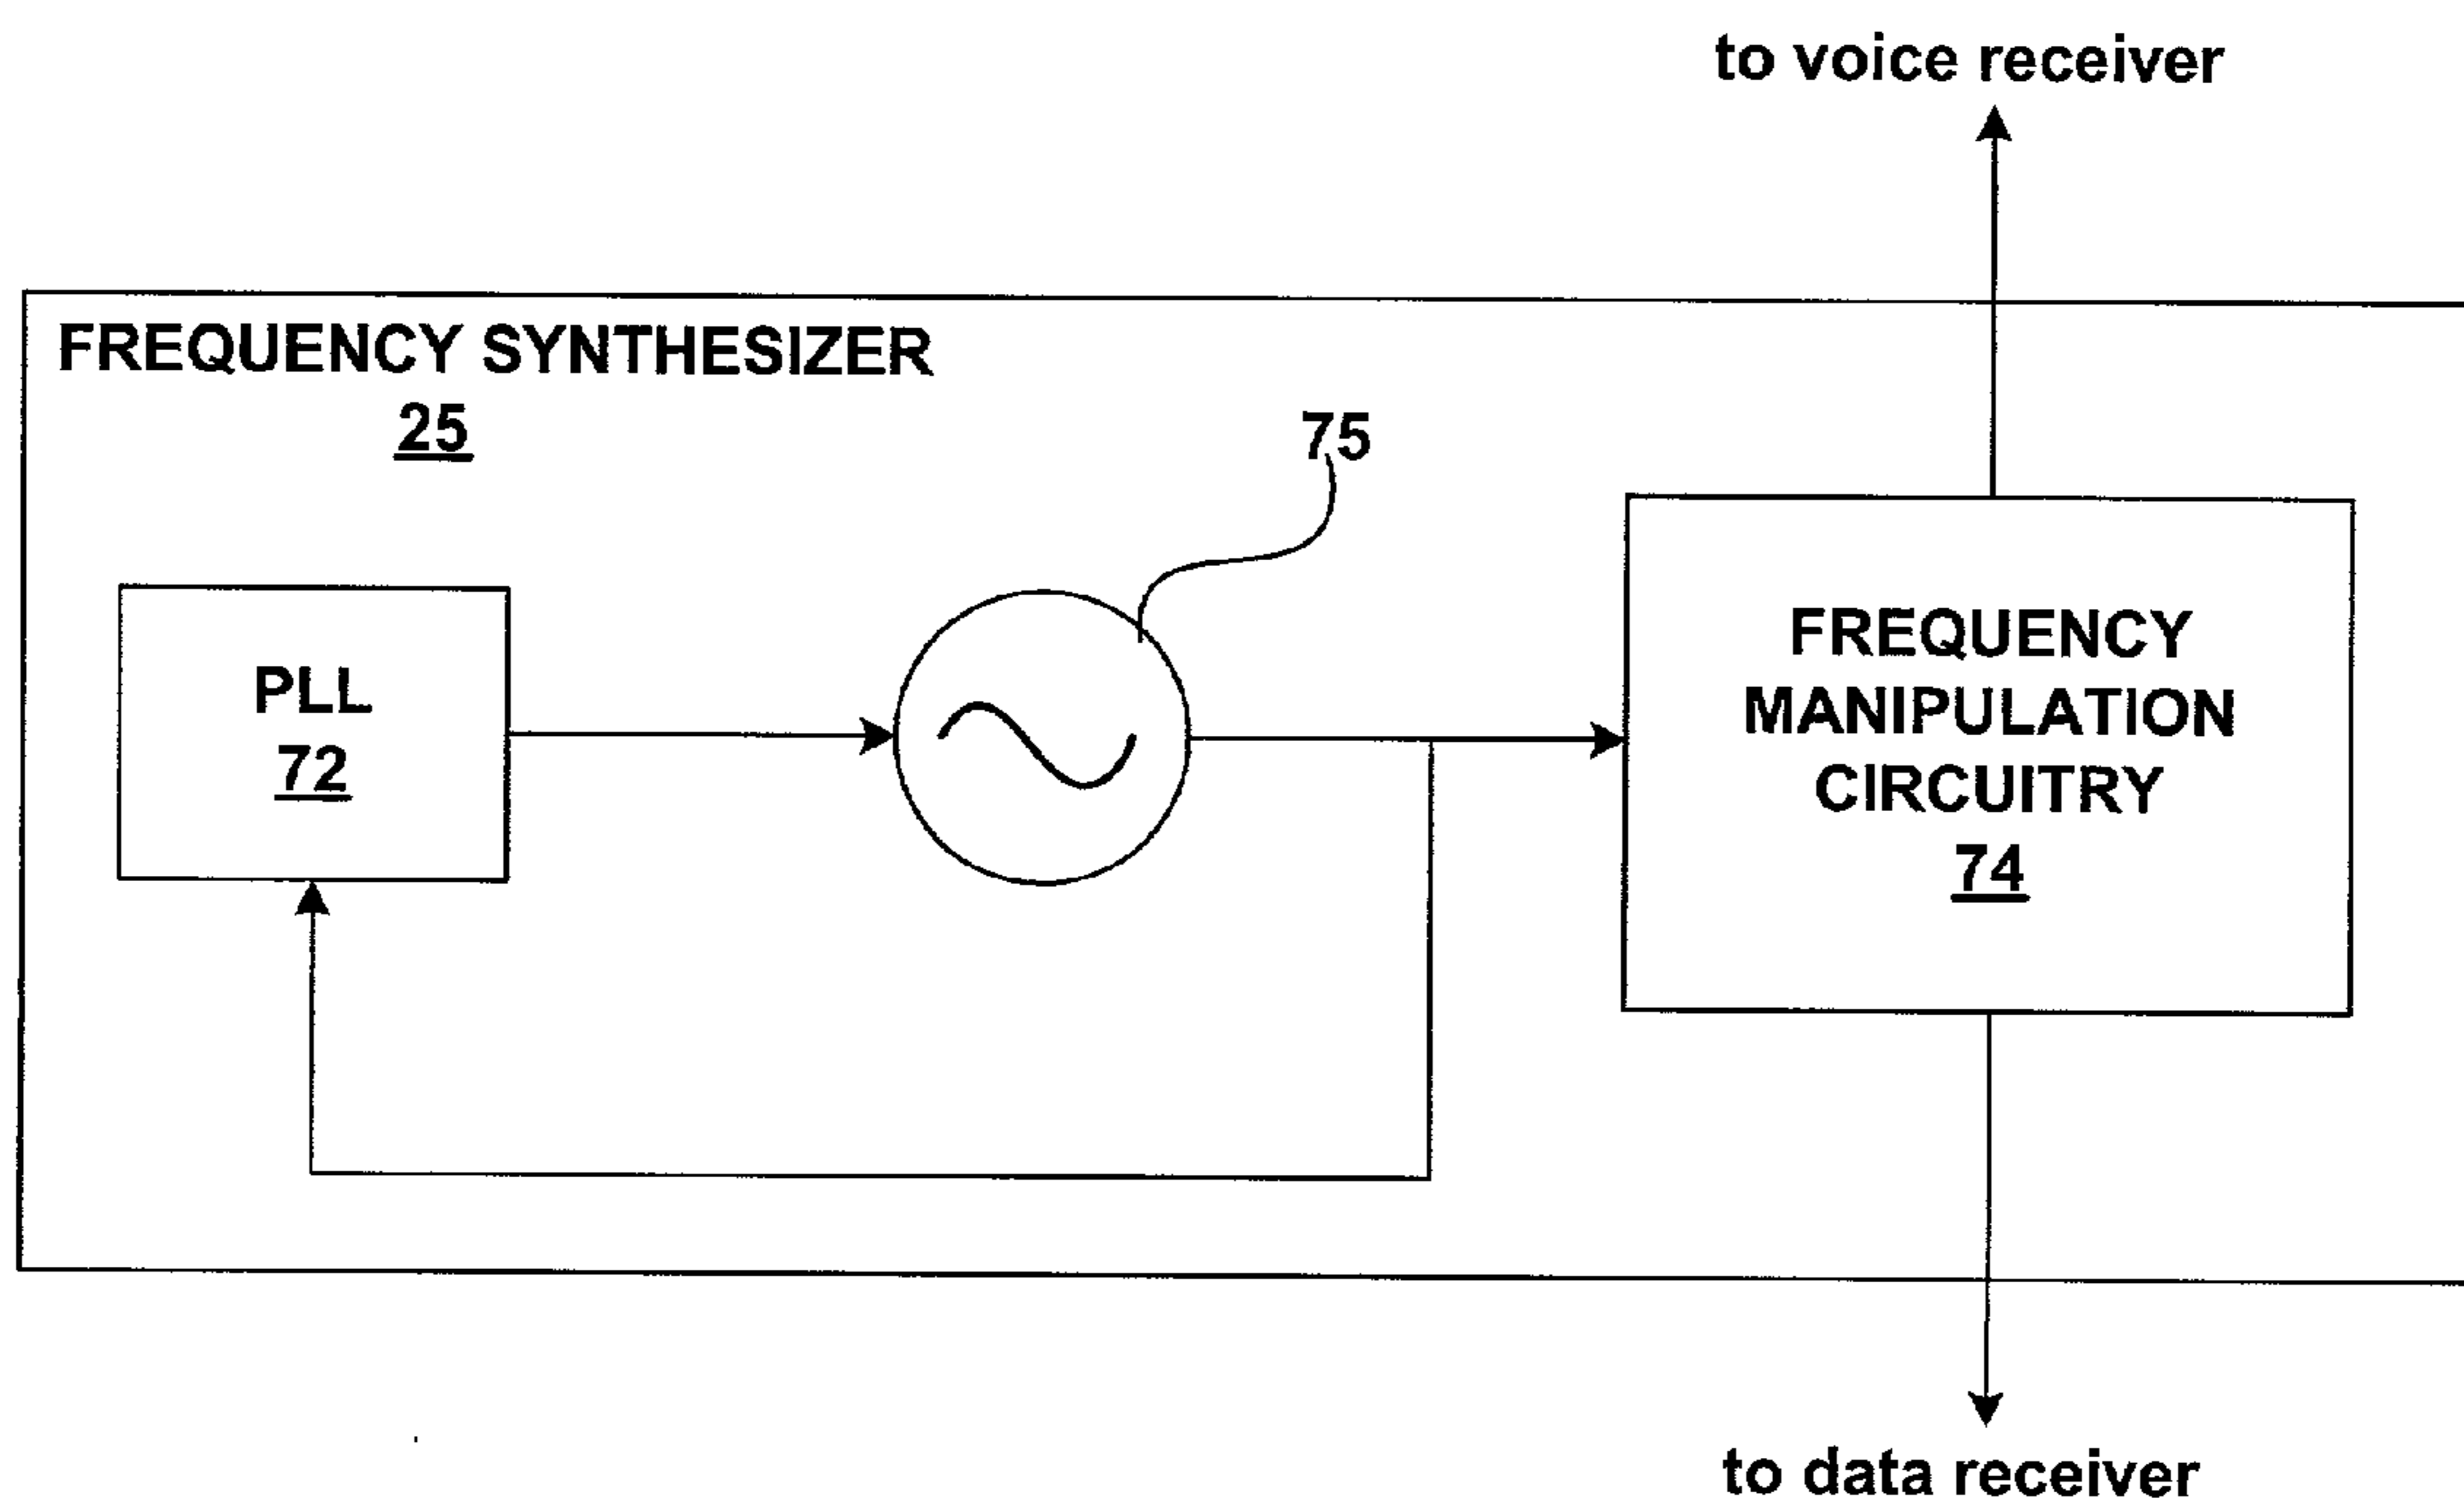 to voice receiver
FREQUENCY SYNTHESIZER
25
75
PLL
72
FREQUENCY
MANIPULATION
CIRCUITRY
74
to data receiver